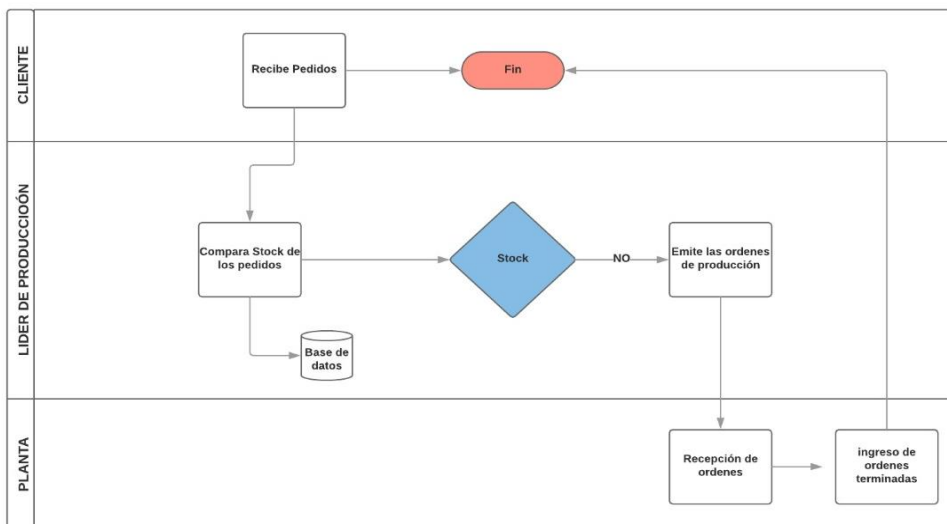 CLIENTE
Recibe Pedidos
Fin
LIDER DE PRODUCCIOÓN
Compara Stock de
los pedidos
Stock
NO
Emite las ordenes
de producción
Base de
datos
PLANTA
Recepción de
ordenes
ingreso de
ordenes
terminadas